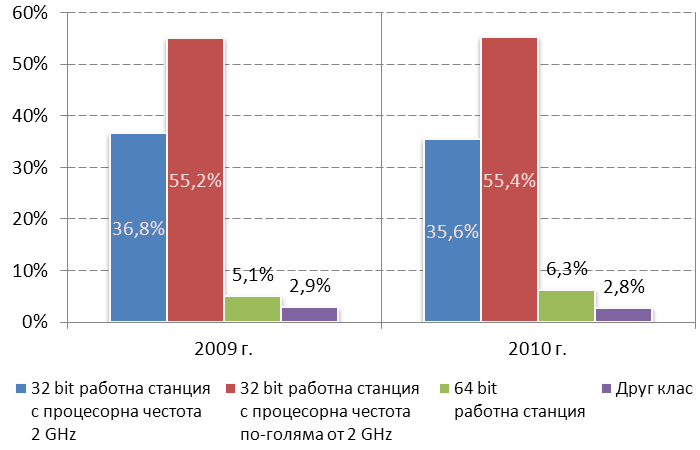 60%
50%
40%
30%
20%
10%
0%
36,8%
55,2%
5,1%
2,9%
35,6%
55,4%
6,3%
2,8%
2009 г.
2010 г.
32 bit работна станция
с процесорна честота
2 GHz
32 bit работна станция
с процесорна честота
по-голяма от 2 GHz
64 bit
работна станция
Друг клас